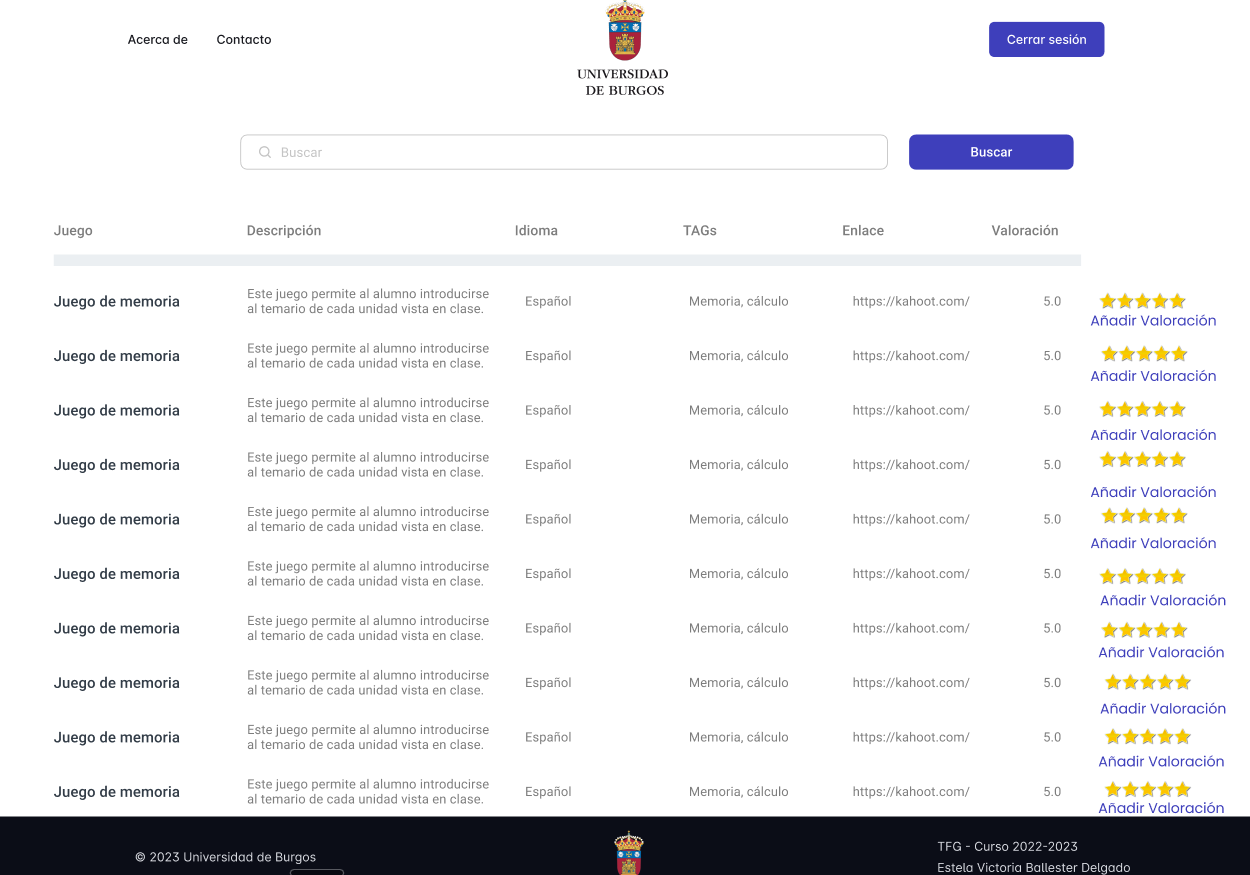 Acerca de Contacto
UNIVERSIDAD
DE BURGOS
Cerrar sesión
Buscar Buscar
Juego Descripción Idioma TAGs Enlace Valoración
Juego de memoria Este juego permite al alumno introducirse al temario de cada unidad vista en clase. Español Memoria, cálculo https://kahoot.com/ 5.0
Añadir Valoración
Juego de memoria Este juego permite al alumno introducirse al temario de cada unidad vista en clase. Español Memoria, cálculo https://kahoot.com/ 5.0
Añadir Valoración
Juego de memoria Este juego permite al alumno introducirse al temario de cada unidad vista en clase. Español Memoria, cálculo https://kahoot.com/ 5.0
Añadir Valoración
Juego de memoria Este juego permite al alumno introducirse al temario de cada unidad vista en clase. Español Memoria, cálculo https://kahoot.com/ 5.0
Añadir Valoración
Juego de memoria Este juego permite al alumno introducirse al temario de cada unidad vista en clase. Español Memoria, cálculo https://kahoot.com/ 5.0
Añadir Valoración
Juego de memoria Este juego permite al alumno introducirse al temario de cada unidad vista en clase. Español Memoria, cálculo https://kahoot.com/ 5.0
Añadir Valoración
Juego de memoria Este juego permite al alumno introducirse al temario de cada unidad vista en clase. Español Memoria, cálculo https://kahoot.com/ 5.0
Añadir Valoración
Juego de memoria Este juego permite al alumno introducirse al temario de cada unidad vista en clase. Español Memoria, cálculo https://kahoot.com/ 5.0
Añadir Valoración
Juego de memoria Este juego permite al alumno introducirse al temario de cada unidad vista en clase. Español Memoria, cálculo https://kahoot.com/ 5.0
Añadir Valoración
Juego de memoria Este juego permite al alumno introducirse al temario de cada unidad vista en clase. Español Memoria, cálculo https://kahoot.com/ 5.0
Añadir Valoración
© 2023 Universidad de Burgos
TFG - Curso 2022-2023
Estela Victoria Ballester Delgado